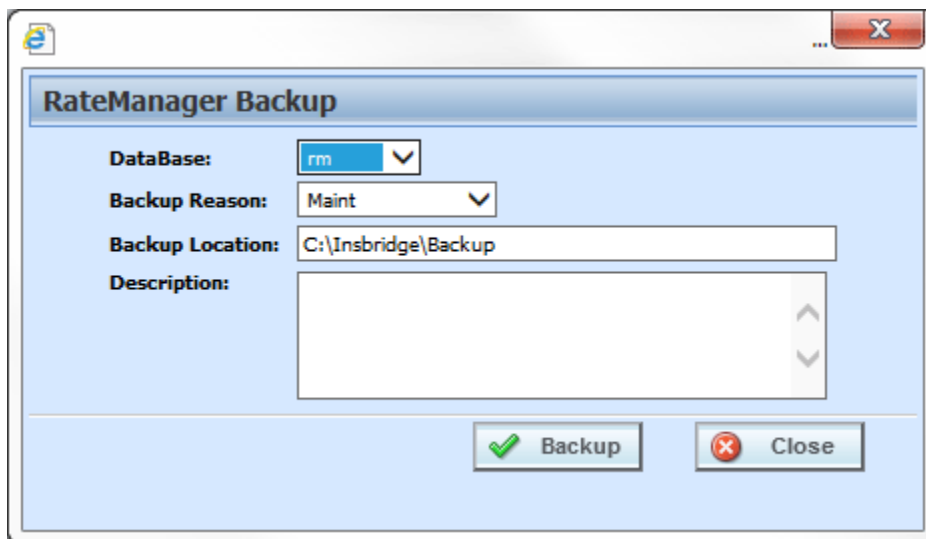 ...
RateManager Backup
DataBase: rm
Backup Reason: Maint
Backup Location: C:\Insbridge\Backup
Description:
Backup Close